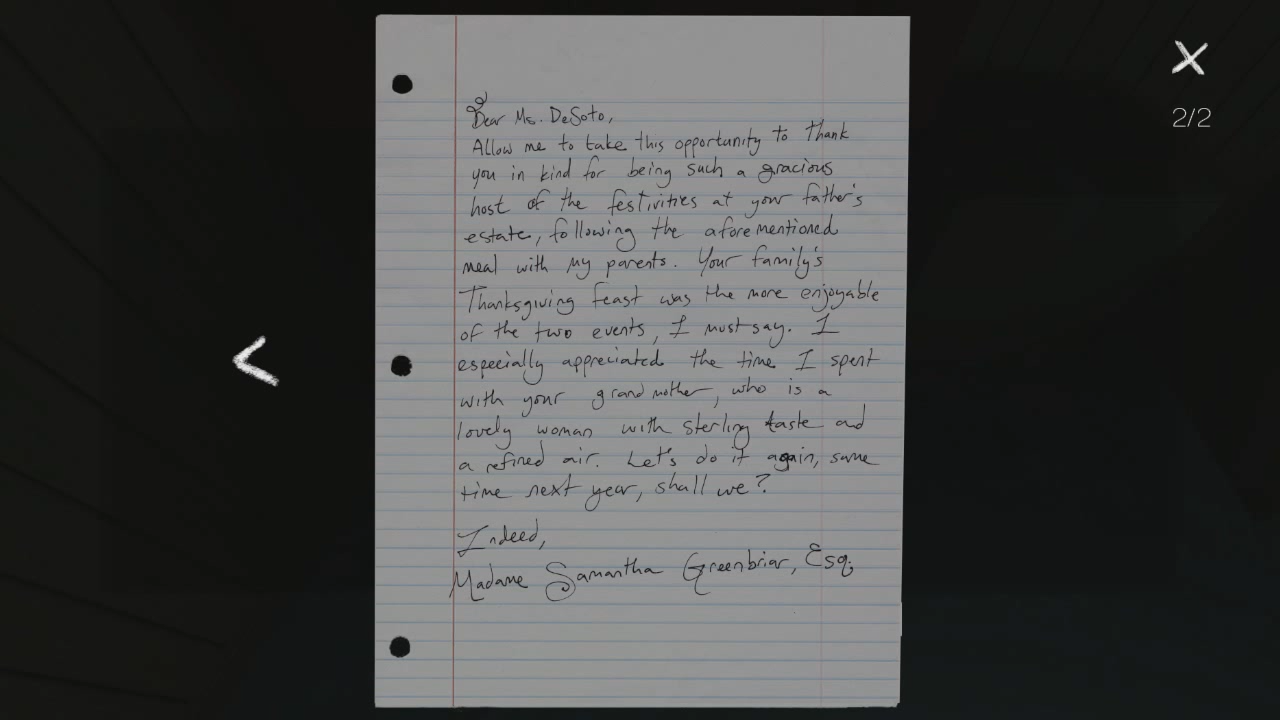 2/2
Dear Ms. DeSoto,
Allow me to take this opportunity to thank
you in kind for being such a gracious
host of the festivities at your father's
estate, following the aforementioned
meal with my parents. Your family's
Thanksgiving feast was the more enjoyable
of the two events, I must say. I
especially appreciated the time I spent
with your grandmother, who is a
lovely woman with sterling taste and
a refined air. Let's do it again, same
time next year, shall we?
Indeed,
Madame Samantha Greenbriar, Esq.